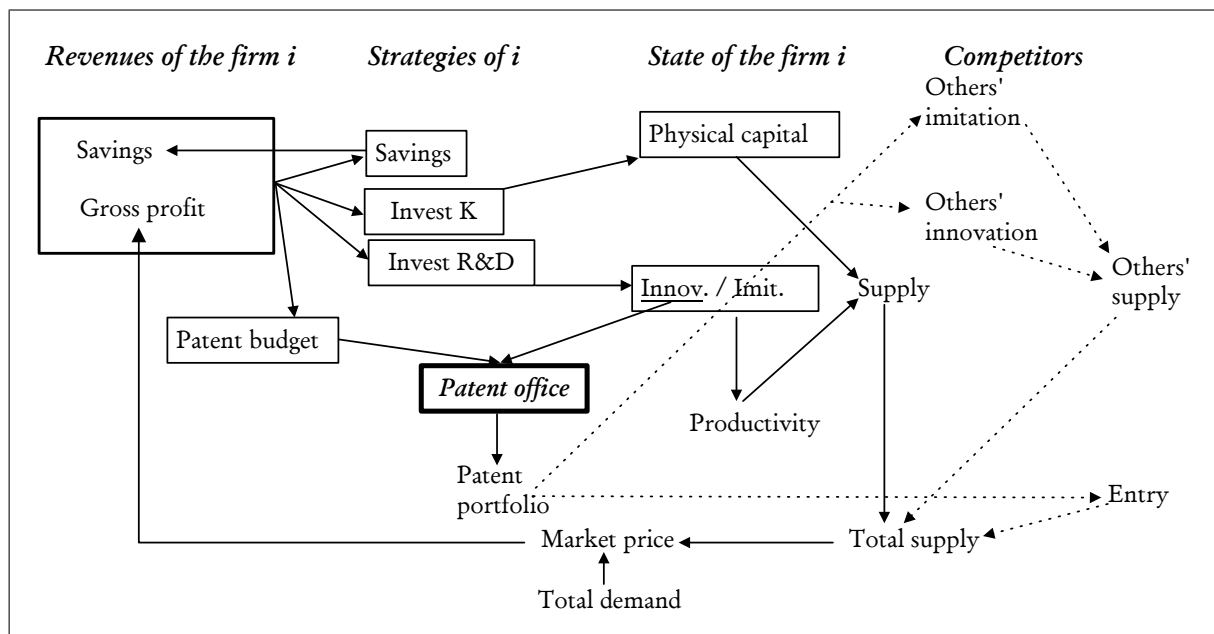 Revenues of the firm i
Strategies of i
State of the firm i
Competitors
Others'
imitation
Savings
Savings
Physical capital
Gross profit
Invest K
Others'
innovation
Invest R&D
Innov. / Imit.
Supply
Others'
supply
Patent budget
Patent office
Productivity
Patent
portfolio
Entry
Market price
Total supply
Total demand